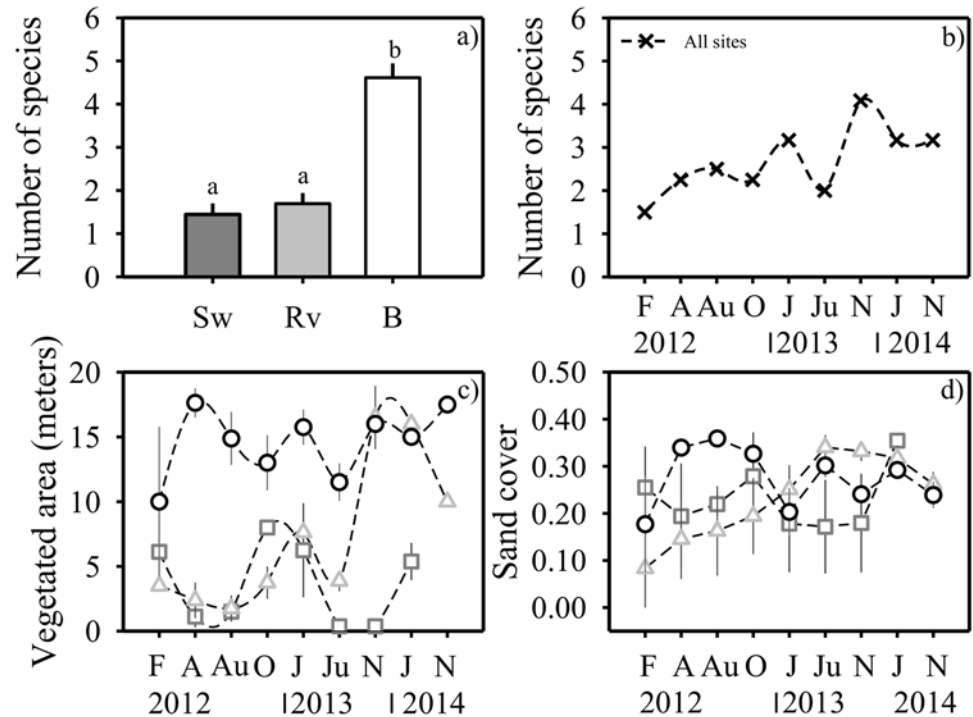 Number of species
6
5
4
3
2
1
0
a)
a
a
b
Sw Rv B
Number of species
6
5
4
3
2
1
0
b)
All sites
F A Au O J Ju N J N
2012 2013 2014
Vegetated area (meters)
20
15
10
5
0
c)
F A Au O J Ju N J N
2012 2013 2014
Sand cover
0.50
0.40
0.30
0.20
0.10
0.00
d)
F A Au O J Ju N J N
2012 2013 2014